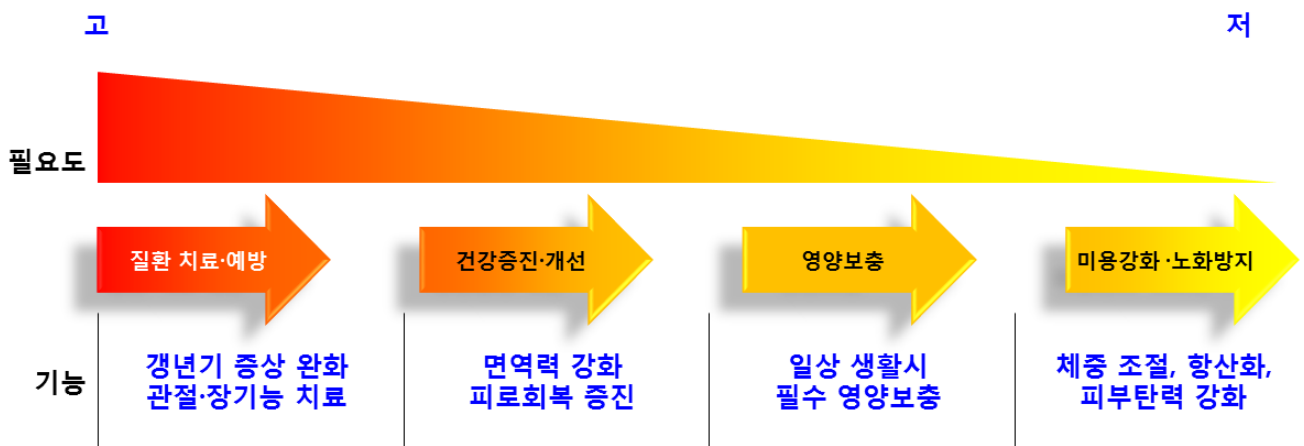 고
저
필요도
질환 치료·예방
건강증진·개선
영양보충
미용강화·노화방지
기능
갱년기 증상 완화
관절·장기능 치료
면역력 강화
피로회복 증진
일상 생활시
필수 영양보충
체중 조절, 항산화,
피부탄력 강화